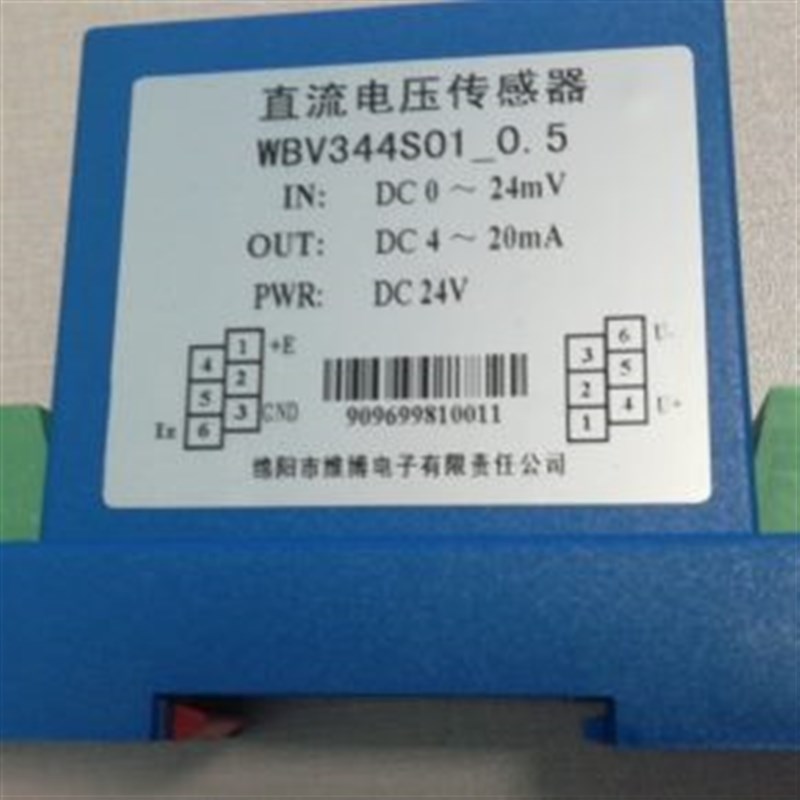 直流电压传感器
WBV344S01_0.5
IN: DC 0 ~ 24mV
OUT: DC 4 ~ 20mA
PWR: DC 24V
1 +E
4
2
5
3 GND
Iz 6
909699810011
6 U-
3
5
2
4 U+
1
绵阳市维博电子有限责任公司